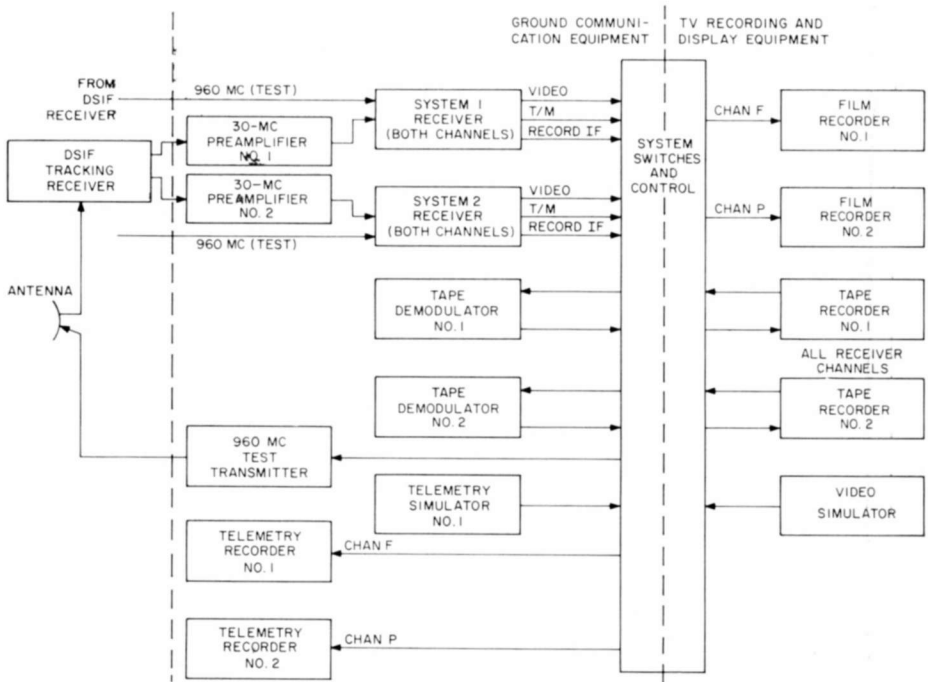 GROUND COMMUNI-
CATION EQUIPMENT
TV RECORDING AND
DISPLAY EQUIPMENT
FROM
DSIF
RECEIVER
960 MC (TEST)
DSIF
TRACKING
RECEIVER
30-MC
PREAMPLIFIER
NO. 1
30-MC
PREAMPLIFIER
NO. 2
960 MC (TEST)
SYSTEM 1
RECEIVER
(BOTH CHANNELS)
VIDEO
T/M
RECORD IF
SYSTEM 2
RECEIVER
(BOTH CHANNELS)
VIDEO
T/M
RECORD IF
SYSTEM
SWITCHES
AND
CONTROL
CHAN F
FILM
RECORDER
NO. 1
CHAN P
FILM
RECORDER
NO. 2
ANTENNA
TAPE
DEMODULATOR
NO. 1
TAPE
RECORDER
NO. 1
ALL RECEIVER
CHANNELS
TAPE
DEMODULATOR
NO. 2
TAPE
RECORDER
NO. 2
960 MC
TEST
TRANSMITTER
TELEMETRY
SIMULATOR
NO. 1
VIDEO
SIMULATOR
TELEMETRY
RECORDER
NO. 1
CHAN F
TELEMETRY
RECORDER
NO. 2
CHAN P